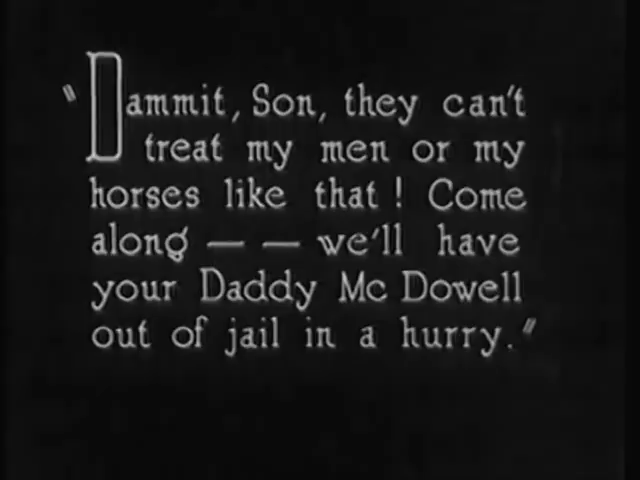 "Dammit, Son, they can't
treat my men or my
horses like that! Come
along — — we'll have
your Daddy Mc Dowell
out of jail in a hurry."